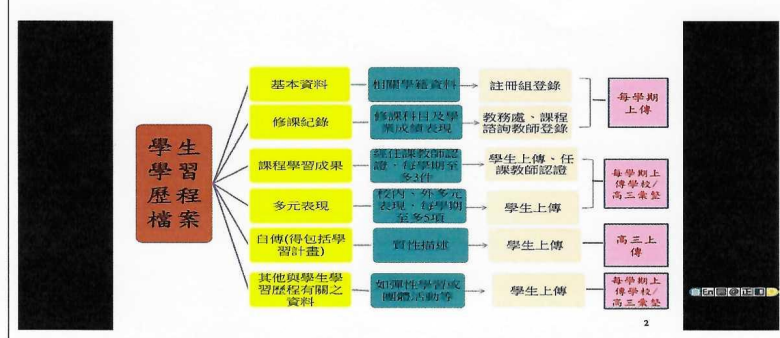 學生
學習
歷程
檔案
基本資料
相關學籍資料
註冊組登錄
每學期
上傳
修課紀錄
修課科目及學
業成績表現
教務處、課程
諮詢教師登錄
課程學習成果
經任課教師認
證，每學期至
多3件
學生上傳、任
課教師認證
每學期上
傳學校/
高三彙整
多元表現
校內、外多元
表現，每學期
至多5項
學生上傳
自傳(得包括學
習計畫)
質性描述
學生上傳
高三上
傳
其他與學生學
習歷程有關之
資料
如彈性學習或
團體活動等
學生上傳
每學期上
傳學校/
高三彙整
2
En